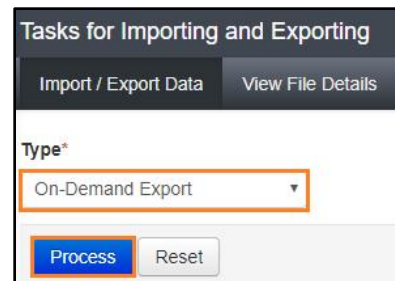 Tasks for Importing and Exporting
Import / Export Data View File Details
Type*
On-Demand Export
Process Reset